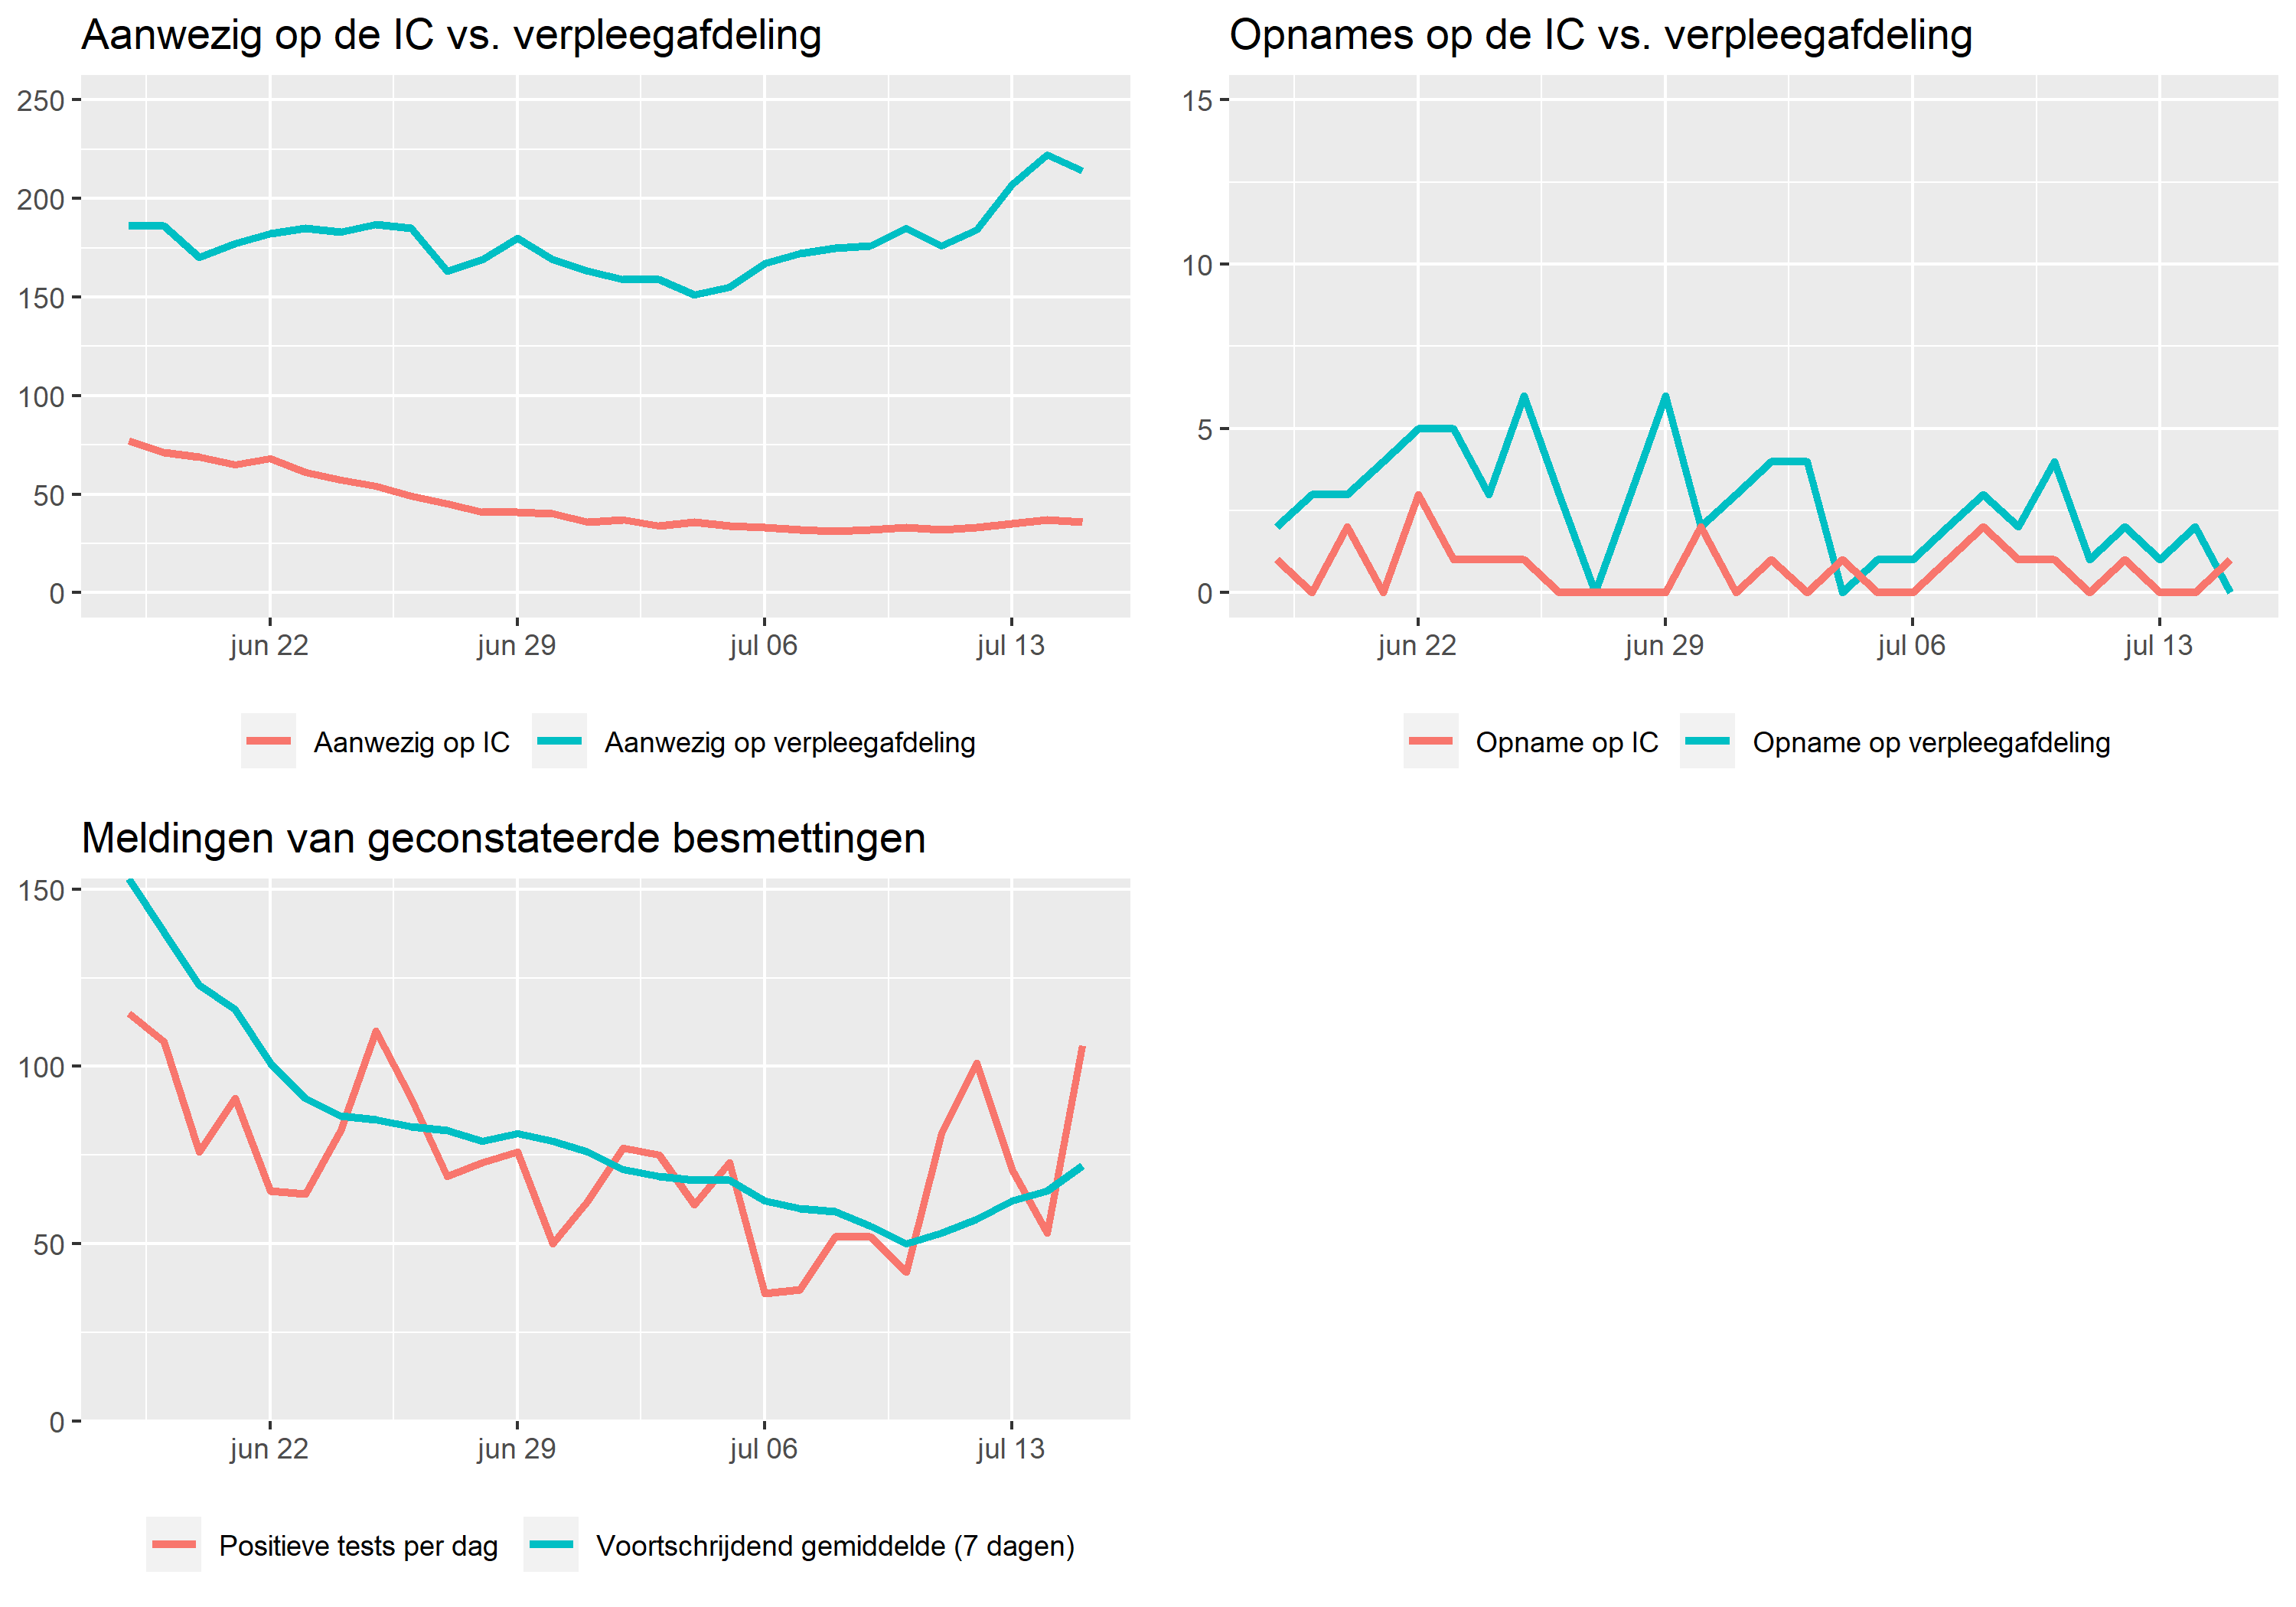 Aanwezig op de IC vs. verpleegafdeling
250
200
150
100
50
0
jun 22 jun 29 jul 06 jul 13
Aanwezig op IC Aanwezig op verpleegafdeling
Opnames op de IC vs. verpleegafdeling
15
10
5
0
jun 22 jun 29 jul 06 jul 13
Opname op IC Opname op verpleegafdeling
Meldingen van geconstateerde besmettingen
150
100
50
0
jun 22 jun 29 jul 06 jul 13
Positieve tests per dag Voortschrijdend gemiddelde (7 dagen)